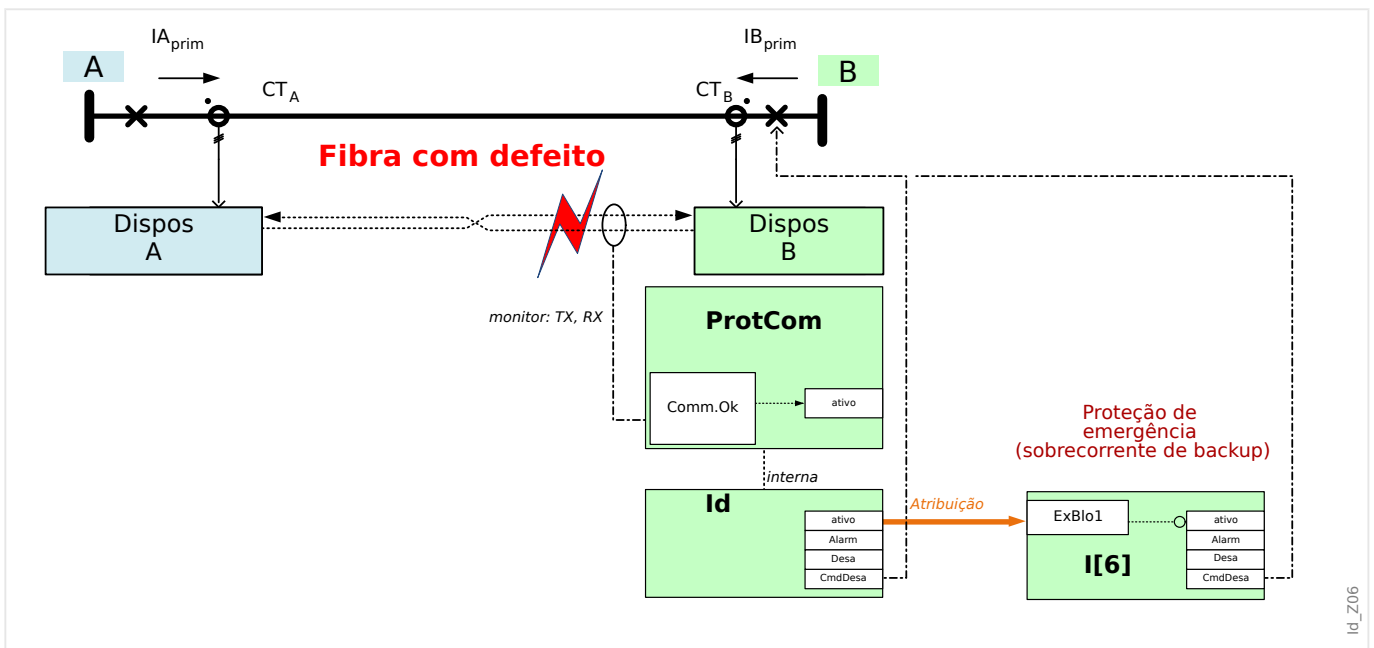 IAprim
IBprim
A
B
CTA
CTB
Fibra com defeito
Dispos
A
Dispos
B
monitor: TX, RX
ProtCom
Comm.Ok
ativo
Proteção de
emergência
(sobrecorrente de backup)
interna
Id
ativo
Alarm
Desa
CmdDesa
Atribuição
ExBlo1
I[6]
ativo
Alarm
Desa
CmdDesa
Id_Z06